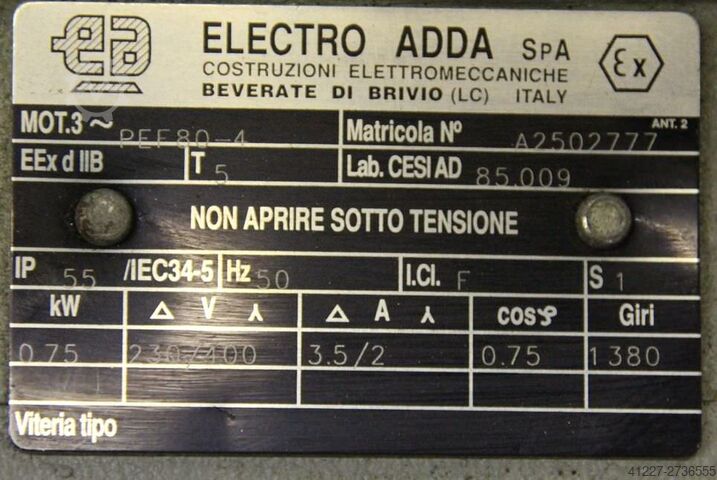 ea
ELECTRO ADDA SPA
Ex
COSTRUZIONI ELETTROMECCANICHE
BEVERATE DI BRIVIO (LC) ITALY
ANT. 2
MOT.3~ PEF80-4 Matricola Nº A2502777
EEx d IIB T 5 Lab. CESI AD 85.009
NON APRIRE SOTTO TENSIONE
IP 55 /IEC34-5 Hz 50 I.Cl. F S 1
kW Δ V Y Δ A Y cosφ Giri
0.75 230/400 3.5/2 0.75 1380
Viteria tipo
41227-2736555